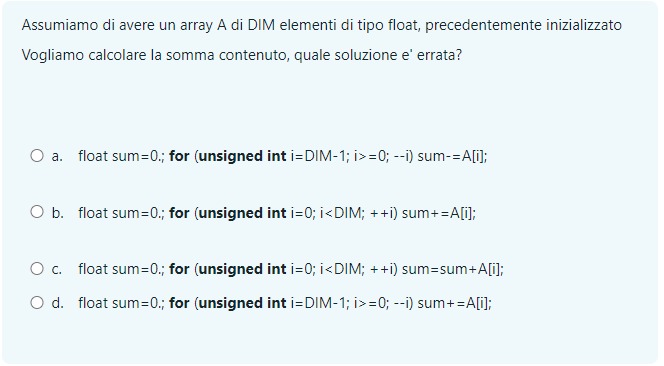 Assumiamo di avere un array A di DIM elementi di tipo float, precedentemente inizializzato
Vogliamo calcolare la somma contenuto, quale soluzione e' errata?
a. float sum=0.; for (unsigned int i=DIM-1; i>=0; --i) sum-=A[i];
b. float sum=0.; for (unsigned int i=0; i<DIM; ++i) sum+=A[i];
c. float sum=0.; for (unsigned int i=0; i<DIM; ++i) sum=sum+A[i];
d. float sum=0.; for (unsigned int i=DIM-1; i>=0; --i) sum+=A[i];